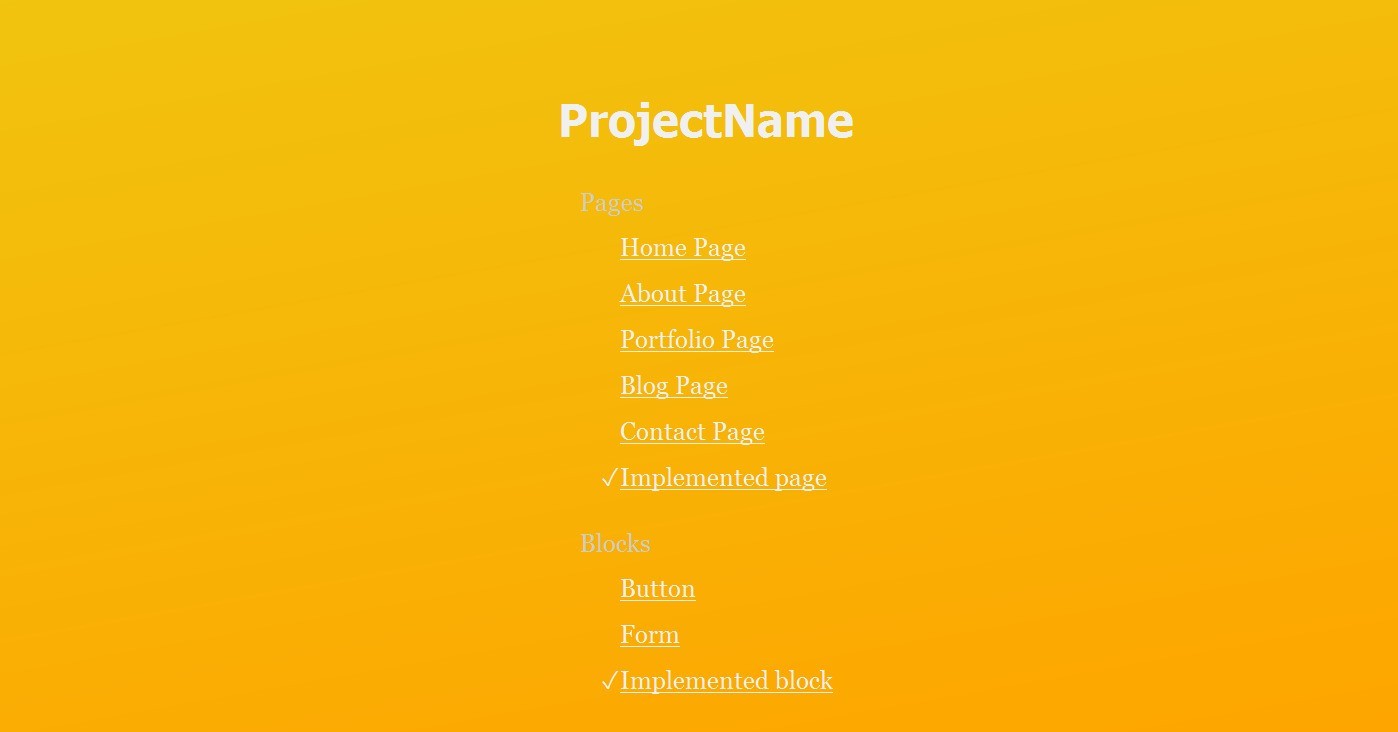 ProjectName
Pages
Home Page
About Page
Portfolio Page
Blog Page
Contact Page
✓Implemented page
Blocks
Button
Form
✓Implemented block